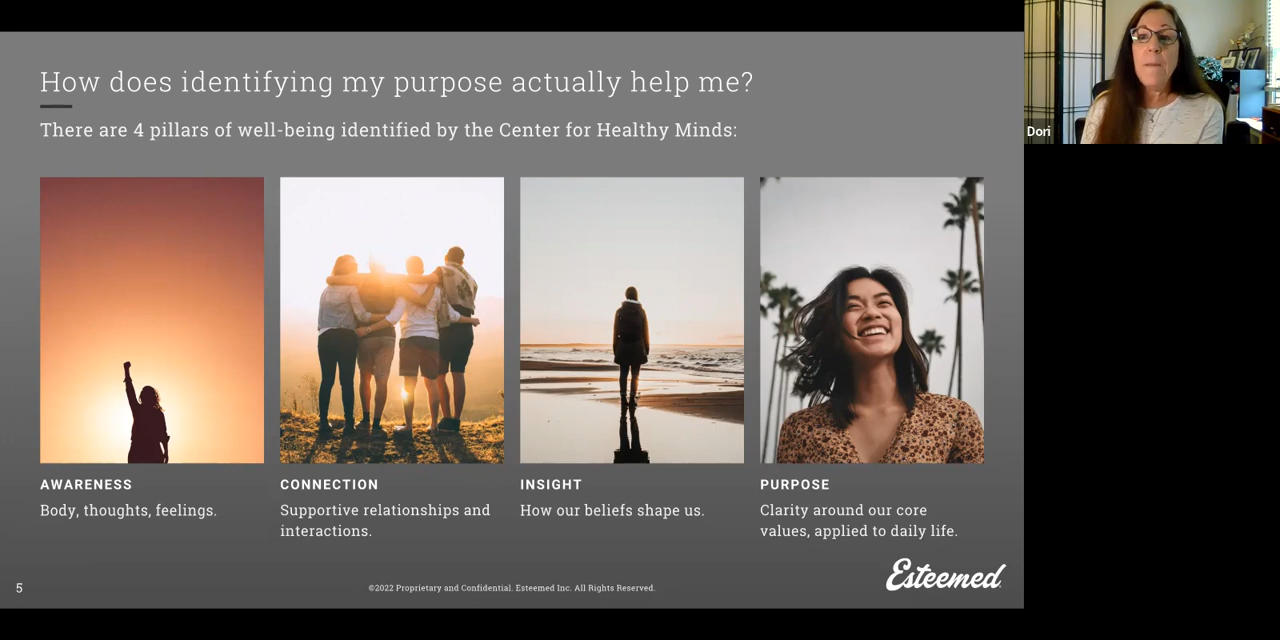 How does identifying my purpose actually help me?
There are 4 pillars of well-being identified by the Center for Healthy Minds:
AWARENESS
Body, thoughts, feelings.
CONNECTION
Supportive relationships and
interactions.
INSIGHT
How our beliefs shape us.
PURPOSE
Clarity around our core
values, applied to daily life.
5
©2022 Proprietary and Confidential. Esteemed Inc. All Rights Reserved.
Esteemed
Dori